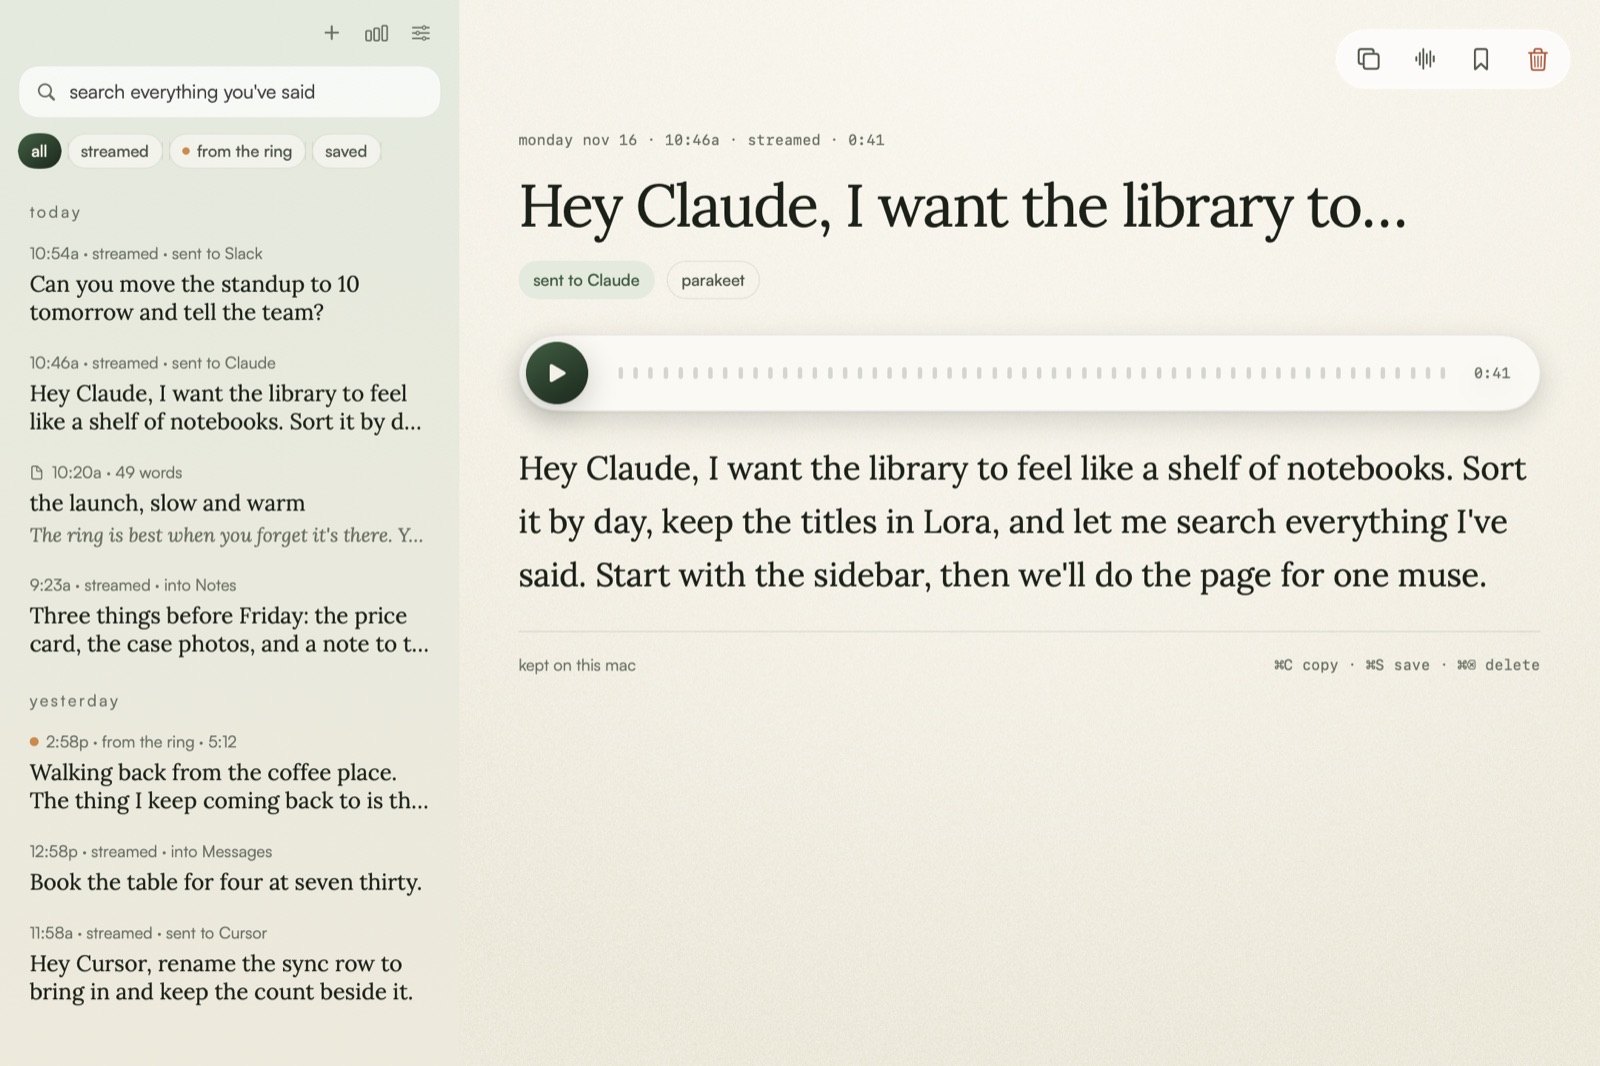 search everything you've said
all
streamed
from the ring
saved
today
10:54a · streamed · sent to Slack
Can you move the standup to 10
tomorrow and tell the team?
10:46a · streamed · sent to Claude
Hey Claude, I want the library to feel
like a shelf of notebooks. Sort it by d...
10:20a · 49 words
the launch, slow and warm
The ring is best when you forget it's there. Y...
9:23a · streamed · into Notes
Three things before Friday: the price
card, the case photos, and a note to t...
yesterday
2:58p · from the ring · 5:12
Walking back from the coffee place.
The thing I keep coming back to is th...
12:58p · streamed · into Messages
Book the table for four at seven thirty.
11:58a · streamed · sent to Cursor
Hey Cursor, rename the sync row to
bring in and keep the count beside it.
monday nov 16 · 10:46a · streamed · 0:41
Hey Claude, I want the library to...
sent to Claude
parakeet
0:41
Hey Claude, I want the library to feel like a shelf of notebooks. Sort
it by day, keep the titles in Lora, and let me search everything I've
said. Start with the sidebar, then we'll do the page for one muse.
kept on this mac
⌘C copy · ⌘S save · ⌘⌫ delete